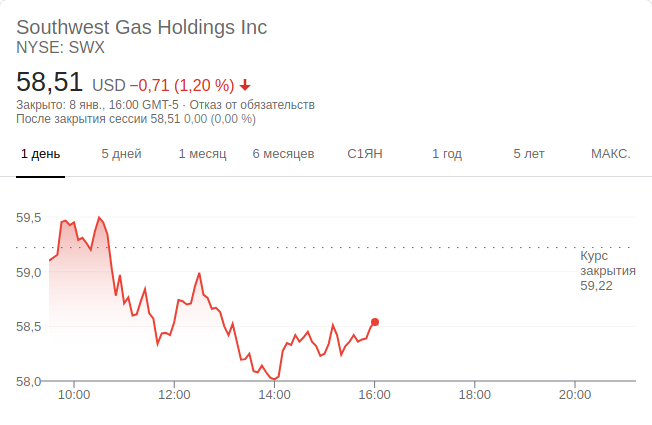 Southwest Gas Holdings Inc
NYSE: SWX
58,51 USD −0,71 (1,20 %)
Закрыто: 8 янв., 16:00 GMT-5 · Отказ от обязательств
После закрытия сессии 58,51 0,00 (0,00 %)
1 день 5 дней 1 месяц 6 месяцев С1ЯН 1 год 5 лет МАКС.
59,5
Курс
закрытия
59,22
59,0
58,5
58,0
10:00 12:00 14:00 16:00 18:00 20:00